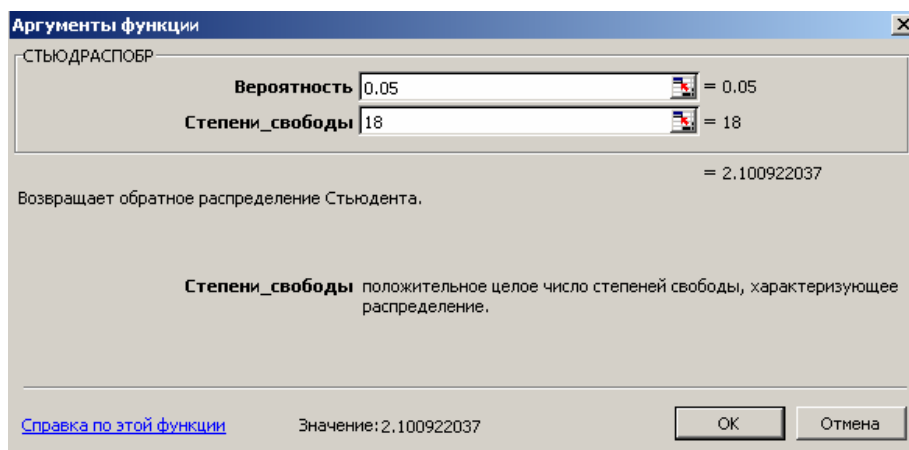 Аргументы функции
СТЬЮДРАСПОБР
Вероятность 0.05 = 0.05
Степени_свободы 18 = 18
= 2.100922037
Возвращает обратное распределение Стьюдента.
Степени_свободы положительное целое число степеней свободы, характеризующее
распределение.
Справка по этой функции Значение:2.100922037 ОК Отмена